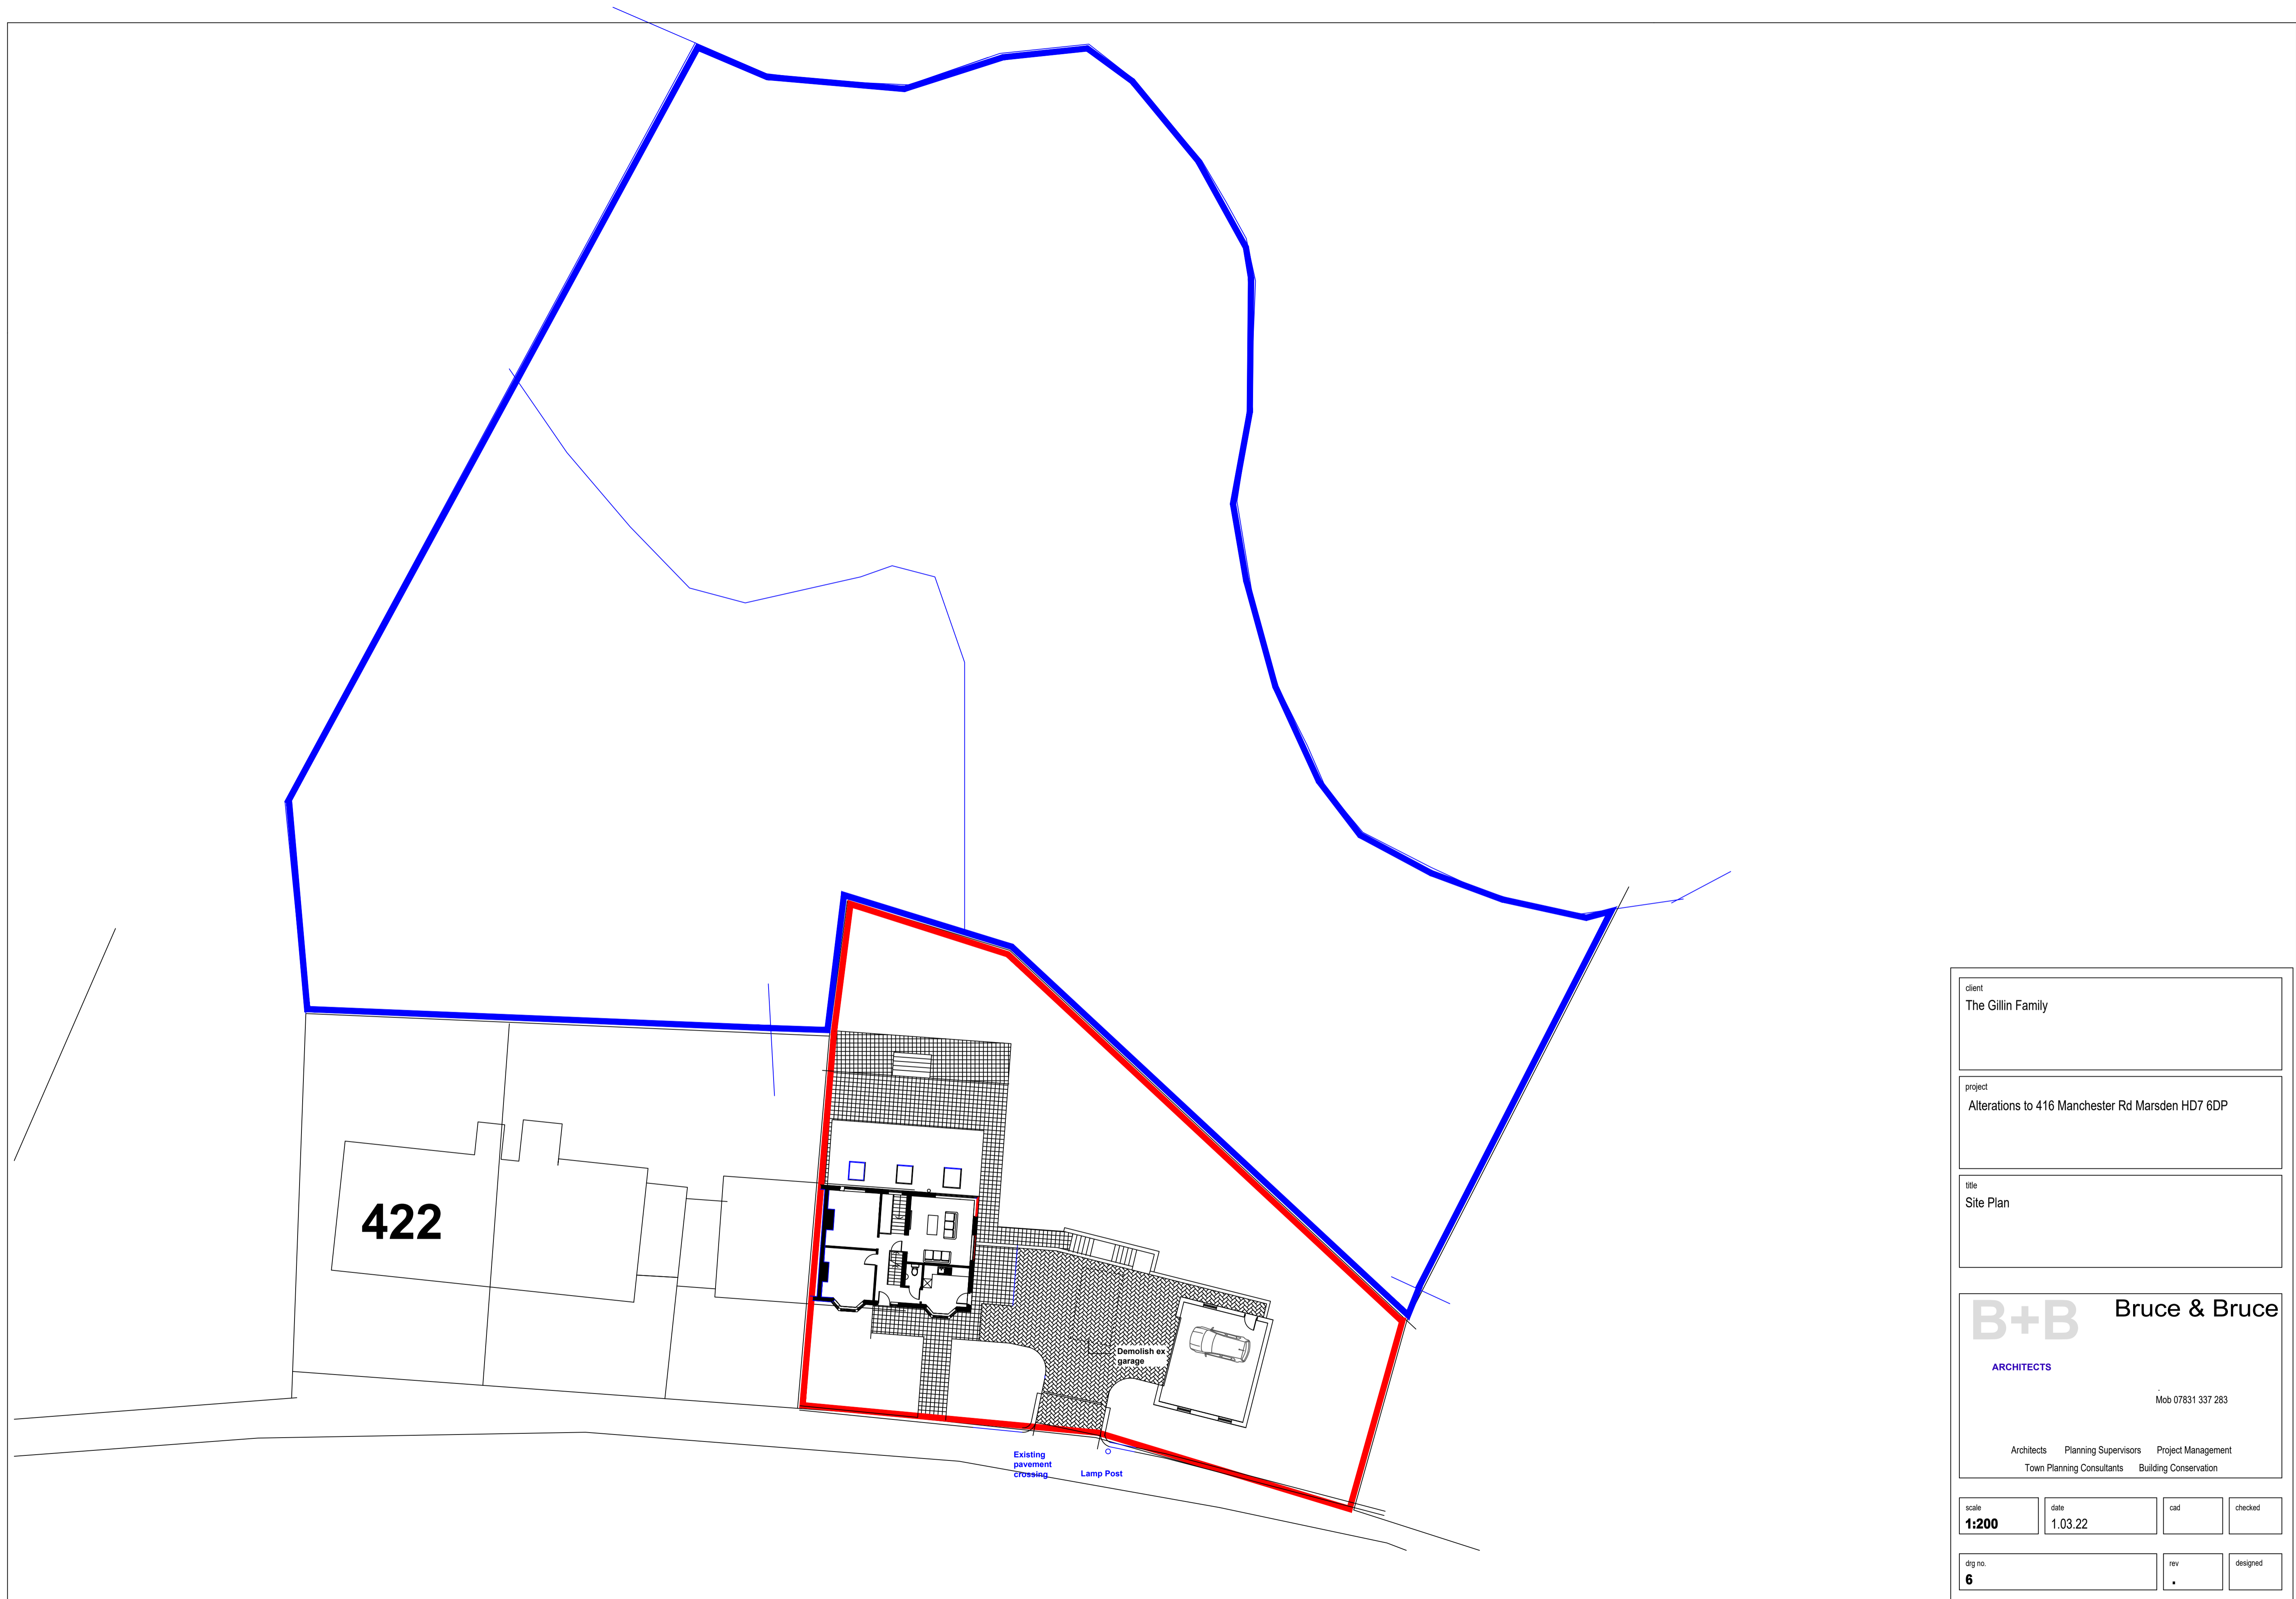 422
Demolish ex
garage
Existing
pavement
crossing
Lamp Post
client
The Gillin Family
project
Alterations to 416 Manchester Rd Marsden HD7 6DP
title
Site Plan
B+B
Bruce & Bruce
ARCHITECTS
Mob 07831 337 283
Architects Planning Supervisors Project Management
Town Planning Consultants Building Conservation
scale
1:200
date
1.03.22
cad
checked
drg no.
6
rev
.
designed